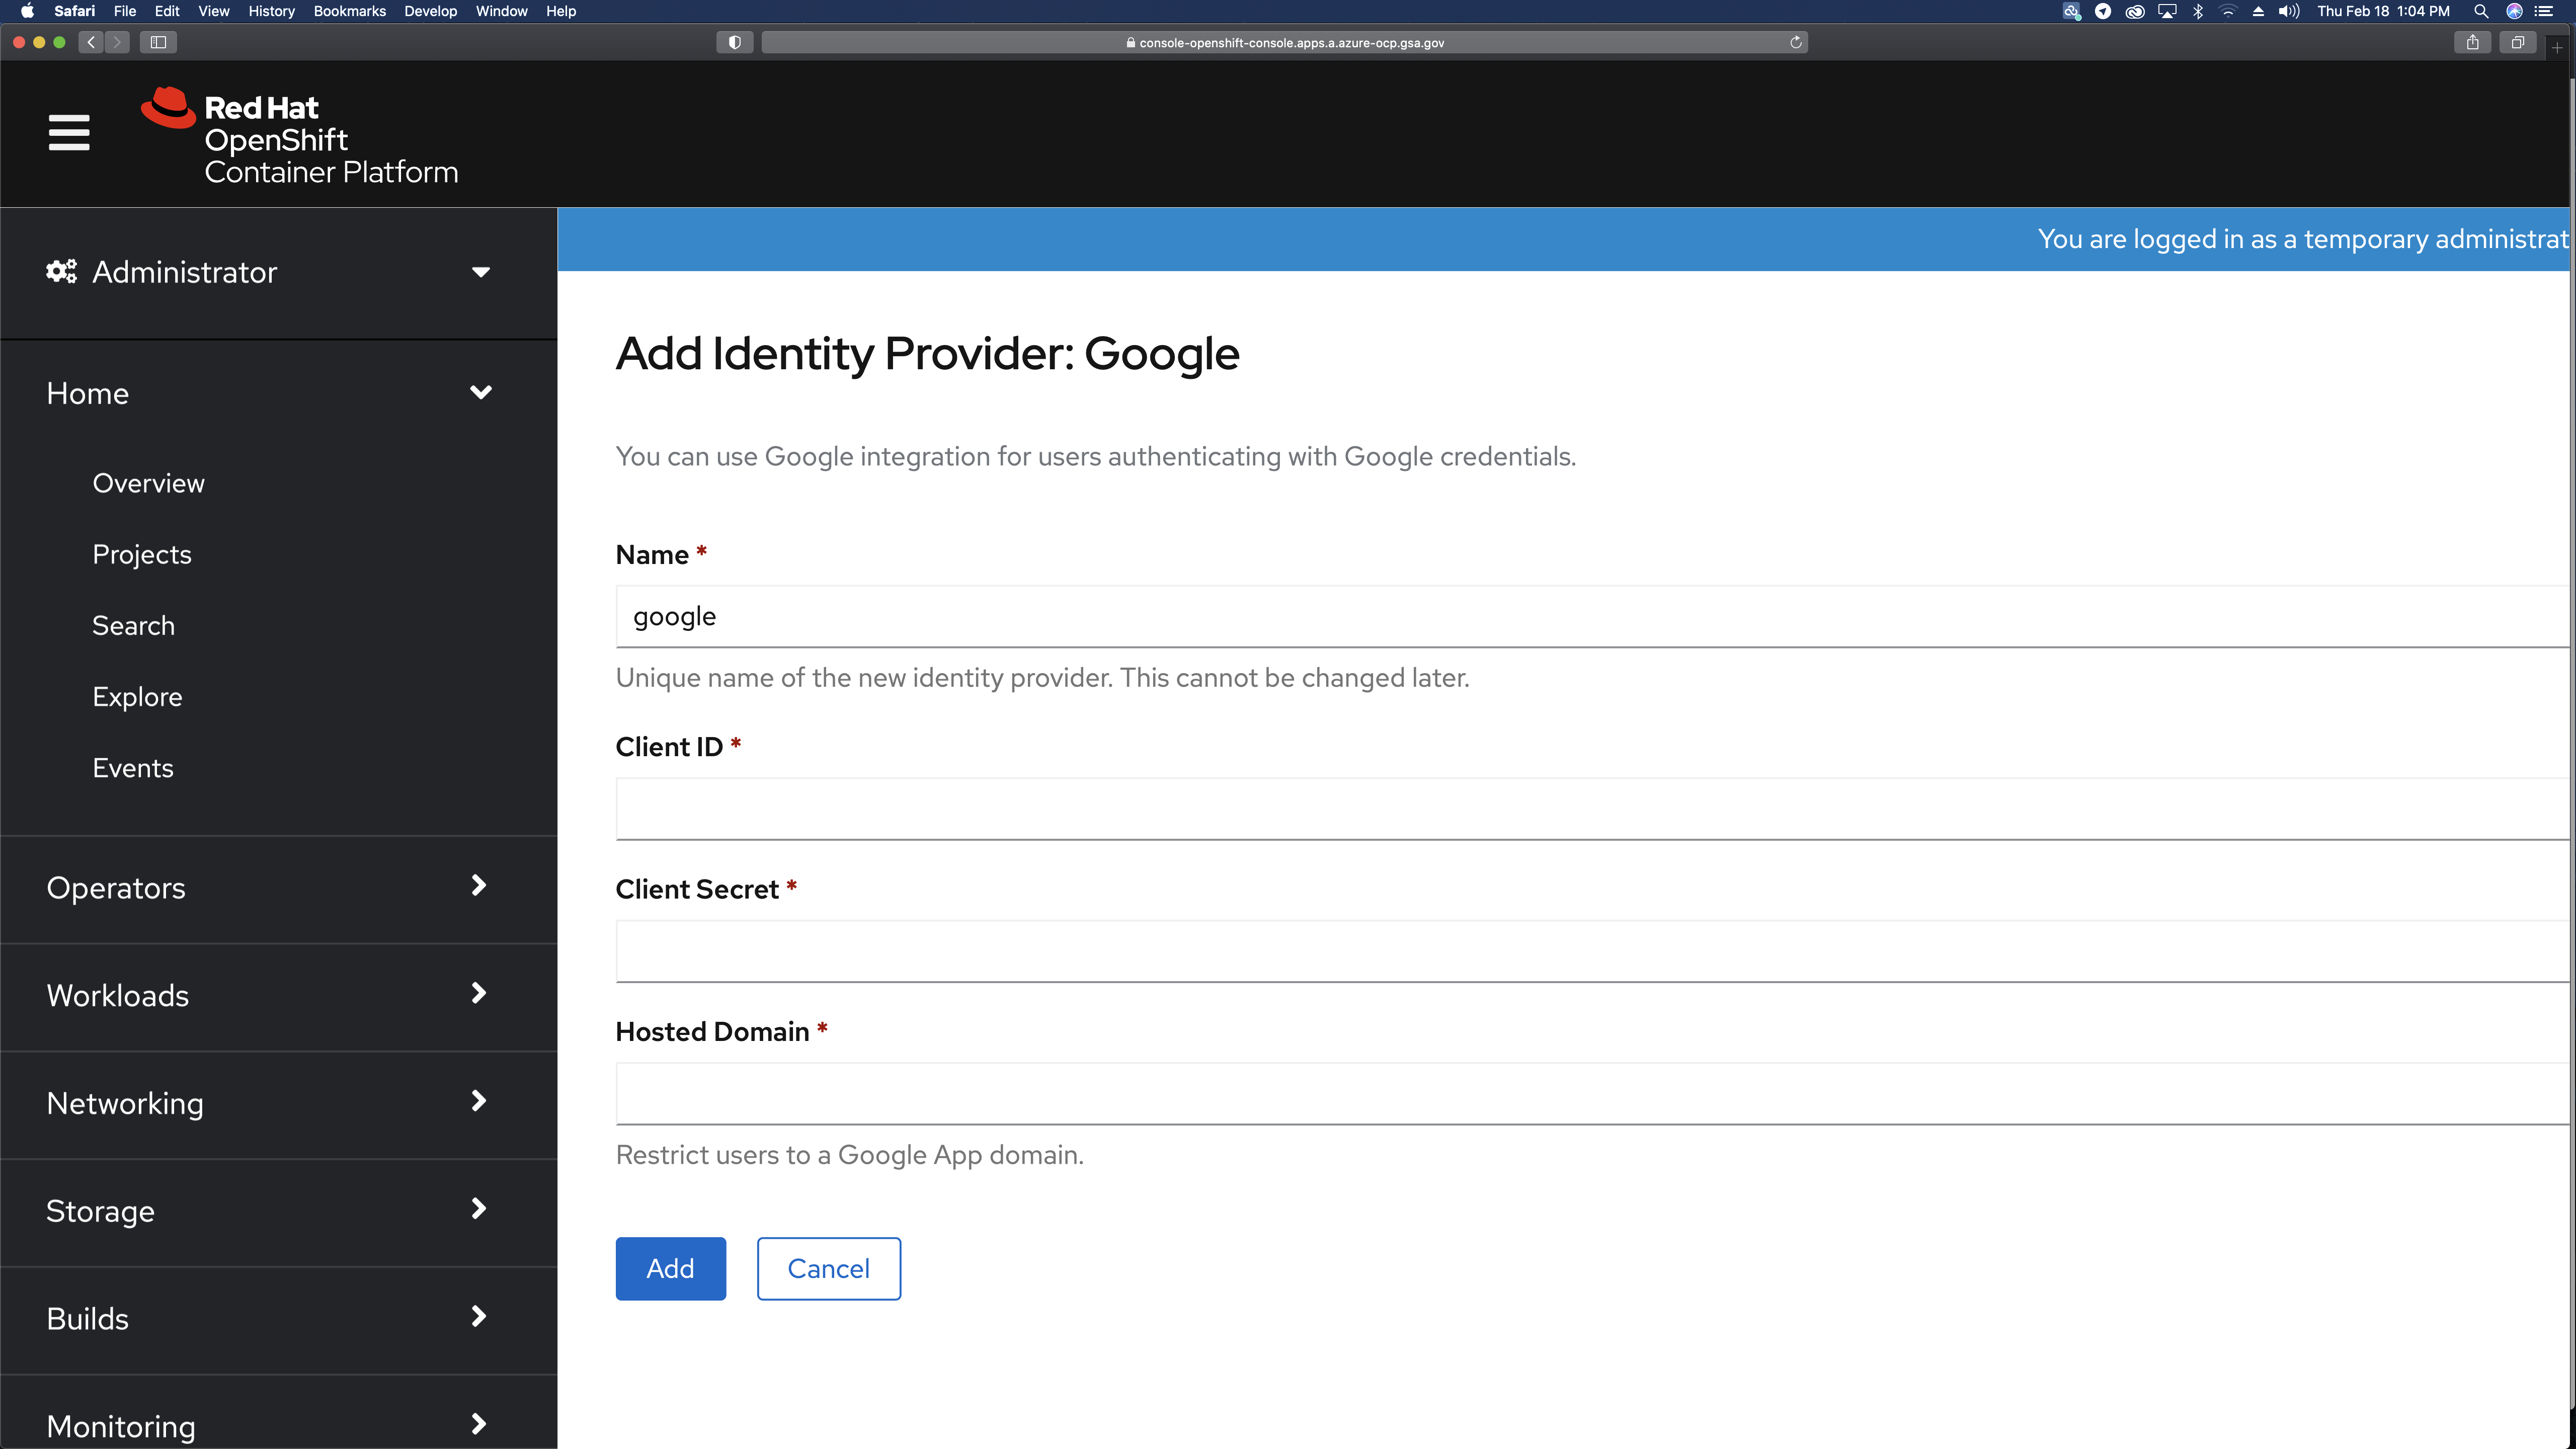 Safari File Edit View History Bookmarks Develop Window Help
Thu Feb 18 1:04 PM
console-openshift-console.apps.a.azure-ocp.gsa.gov
Red Hat
OpenShift
Container Platform
Administrator
Home
Overview
Projects
Search
Explore
Events
Operators
Workloads
Networking
Storage
Builds
Monitoring
You are logged in as a temporary administrat
Add Identity Provider: Google
You can use Google integration for users authenticating with Google credentials.
Name *
google
Unique name of the new identity provider. This cannot be changed later.
Client ID *
Client Secret *
Hosted Domain *
Restrict users to a Google App domain.
Add Cancel